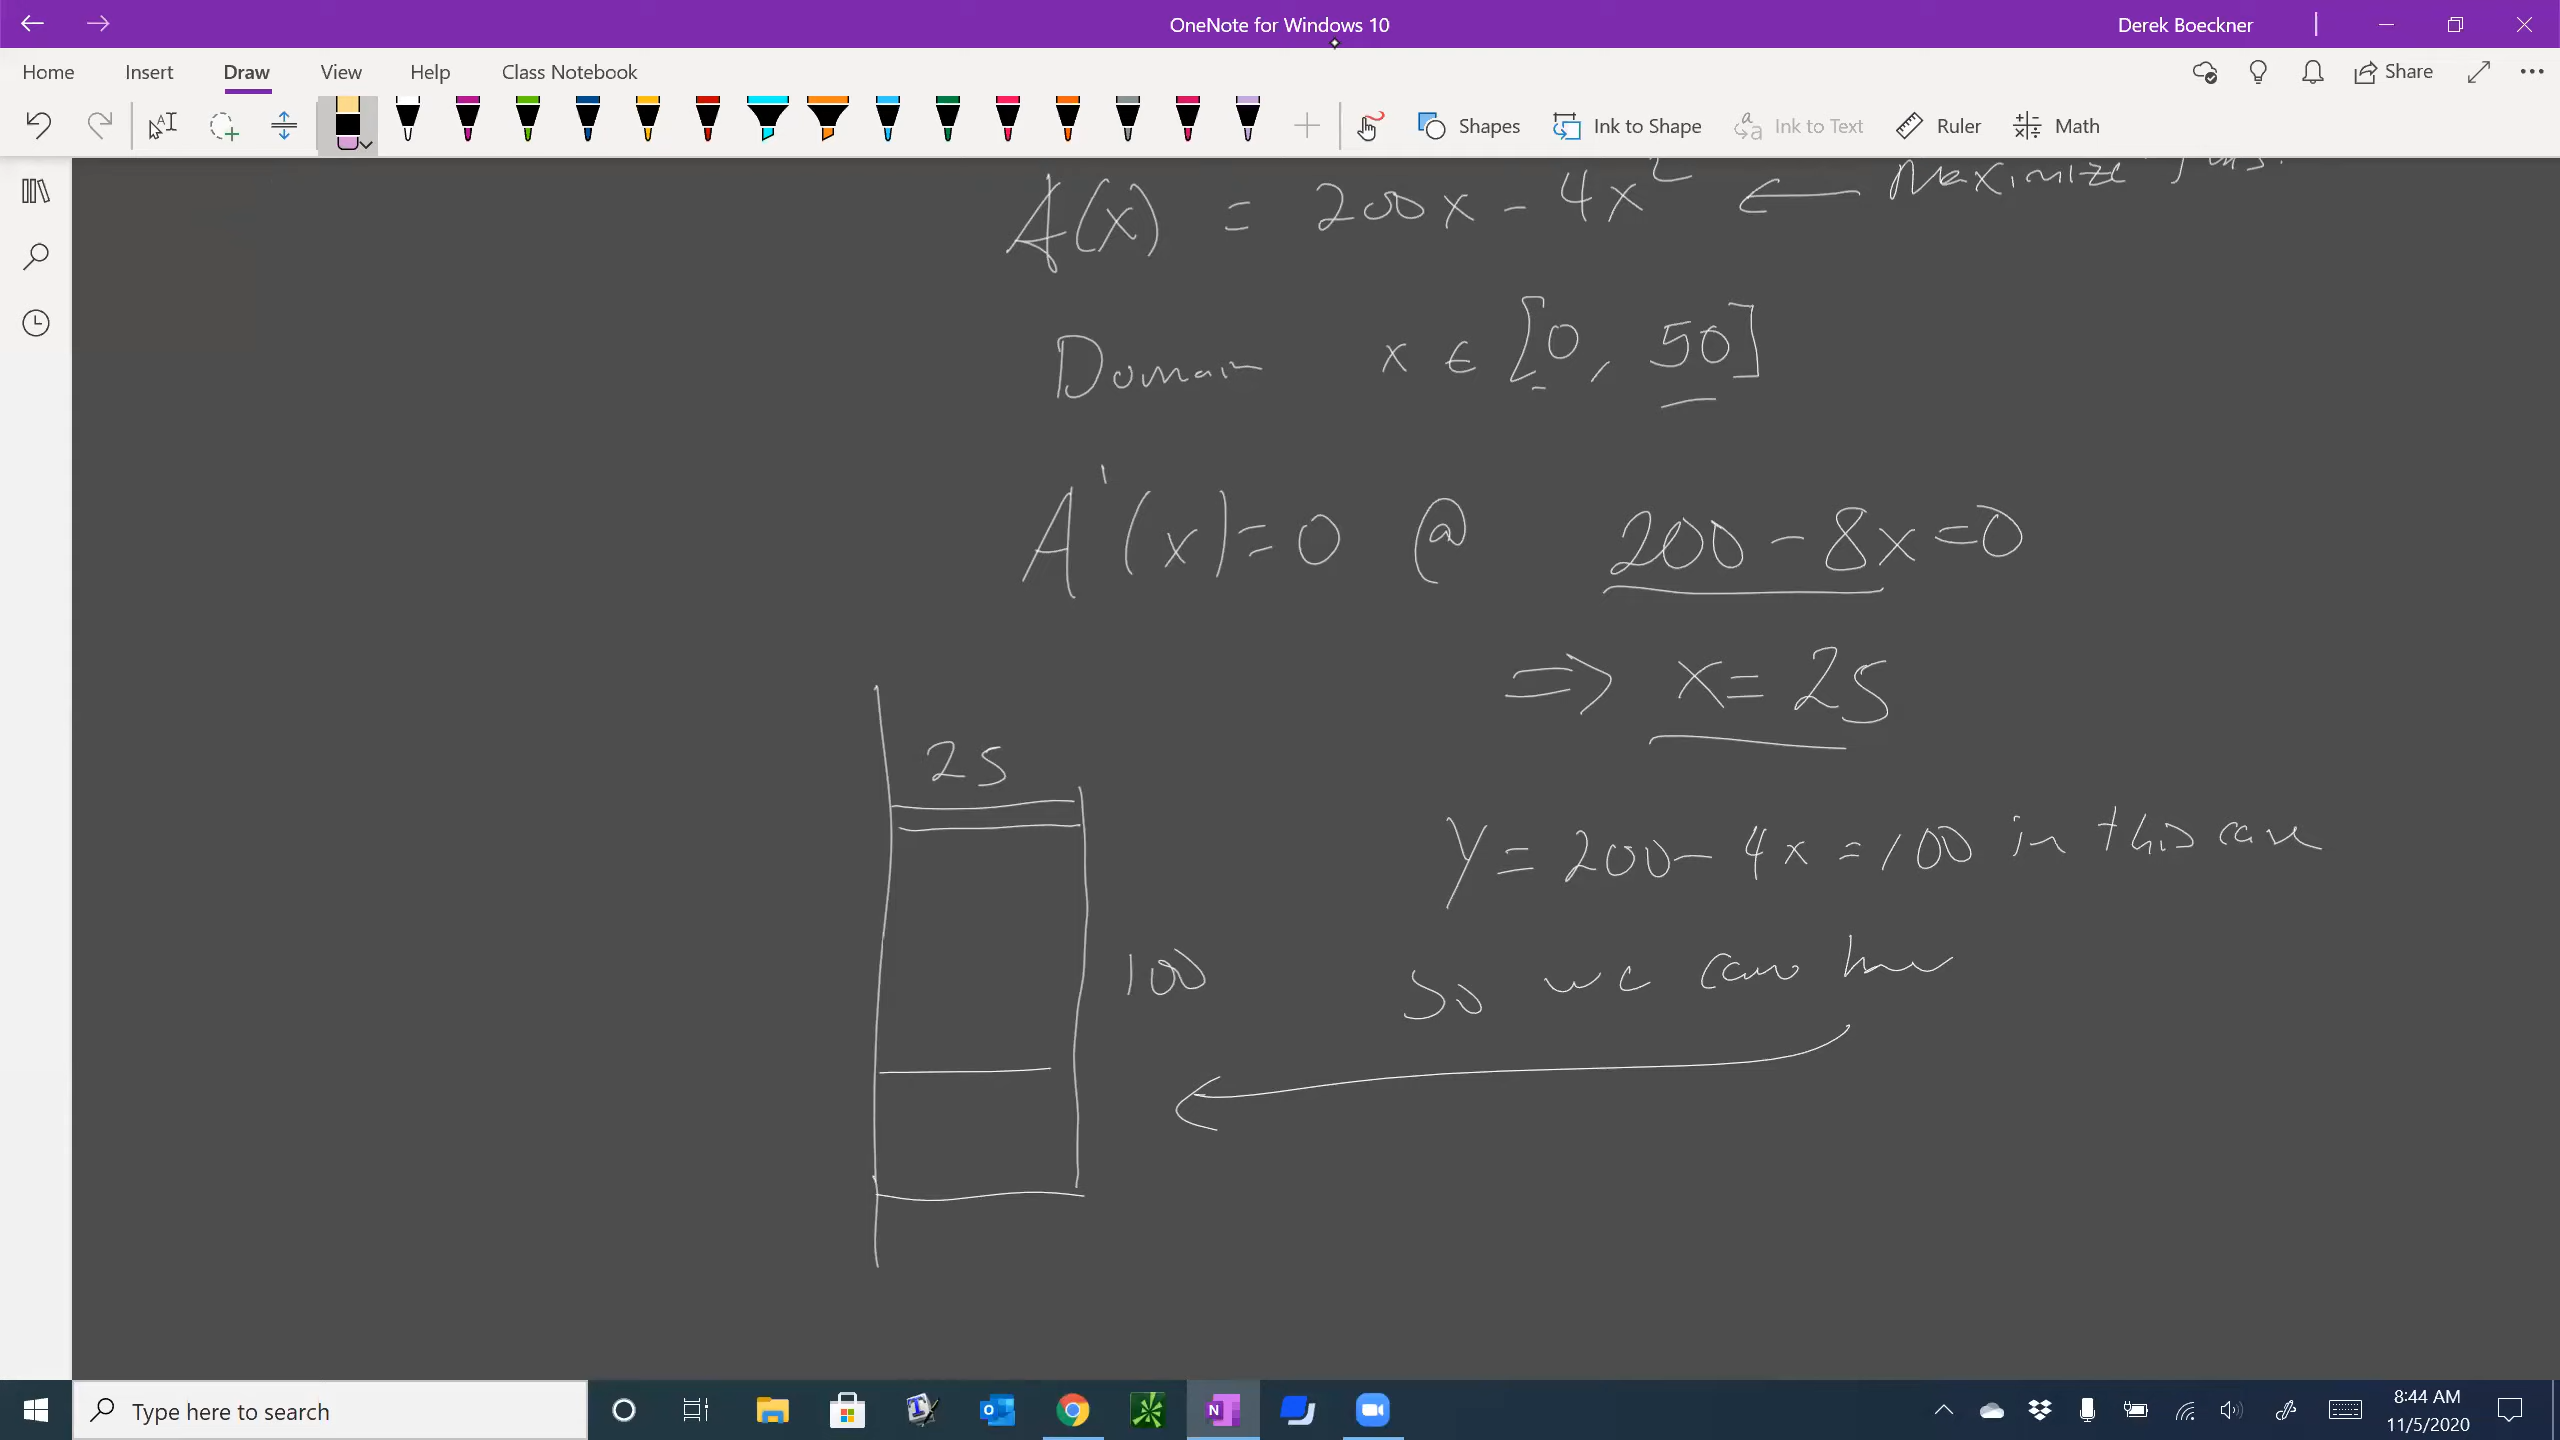 OneNote for Windows 10
Derek Boeckner
Home Insert Draw View Help Class Notebook
Share
Shapes Ink to Shape Ink to Text Ruler Math
A(x) = 200x - 4x² ← Maximize this.
Domain x ∈ [0, 50]
A'(x)=0 @ 200-8x=0
⇒ x=25
25
y=200-4x=100 in this case
100
so we can have
Type here to search
8:44 AM
11/5/2020